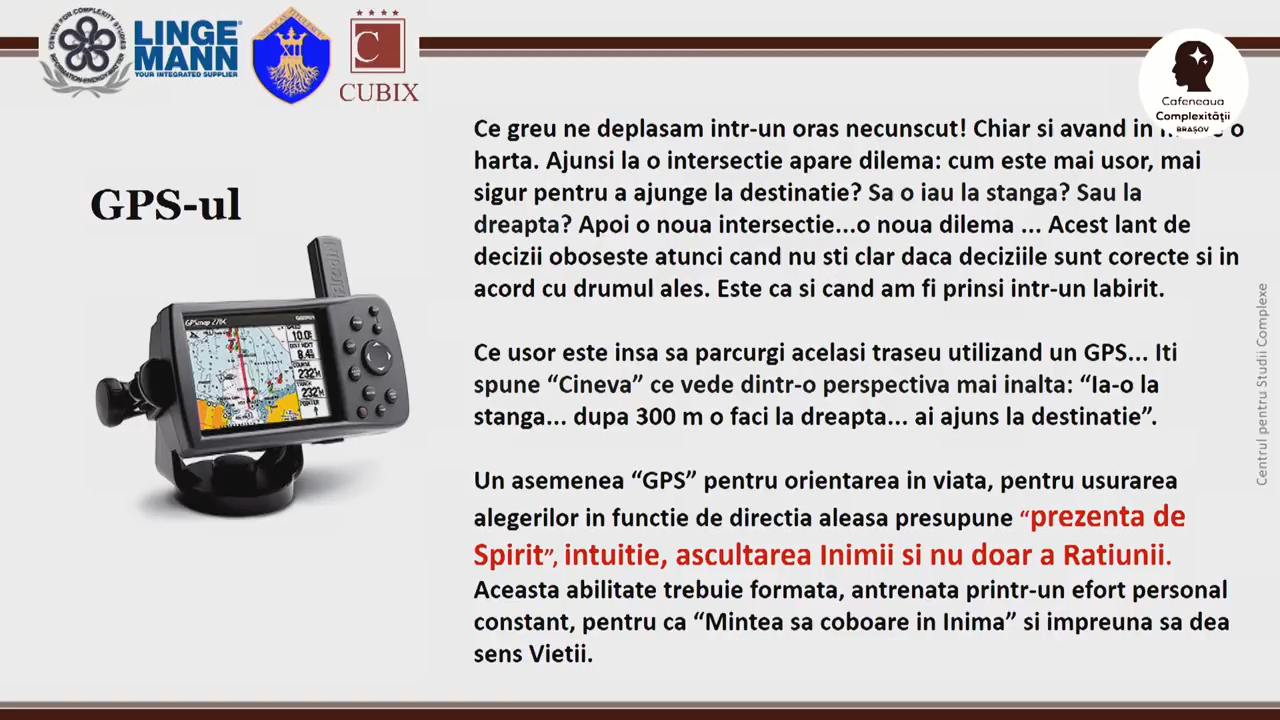 LINGE
MANN
YOUR INTEGRATED SUPPLIER
C
CUBIX
Cafeneaua
Complexităţii
BRAŞOV
GPS-ul
Ce greu ne deplasam intr-un oras necunscut! Chiar si avand in o
harta. Ajunsi la o intersectie apare dilema: cum este mai usor, mai
sigur pentru a ajunge la destinatie? Sa o iau la stanga? Sau la
dreapta? Apoi o noua intersectie...o noua dilema ... Acest lant de
decizii oboseste atunci cand nu sti clar daca deciziile sunt corecte si in
acord cu drumul ales. Este ca si cand am fi prinsi intr-un labirit.
Ce usor este insa sa parcurgi acelasi traseu utilizand un GPS... Iti
spune “Cineva” ce vede dintr-o perspectiva mai inalta: “Ia-o la
stanga... dupa 300 m o faci la dreapta... ai ajuns la destinatie”.
Un asemenea “GPS” pentru orientarea in viata, pentru usurarea
alegerilor in functie de directia aleasa presupune “prezenta de
Spirit”, intuitie, ascultarea Inimii si nu doar a Ratiunii.
Aceasta abilitate trebuie formata, antrenata printr-un efort personal
constant, pentru ca “Mintea sa coboare in Inima” si impreuna sa dea
sens Vietii.
Centrul pentru Studii Complexe